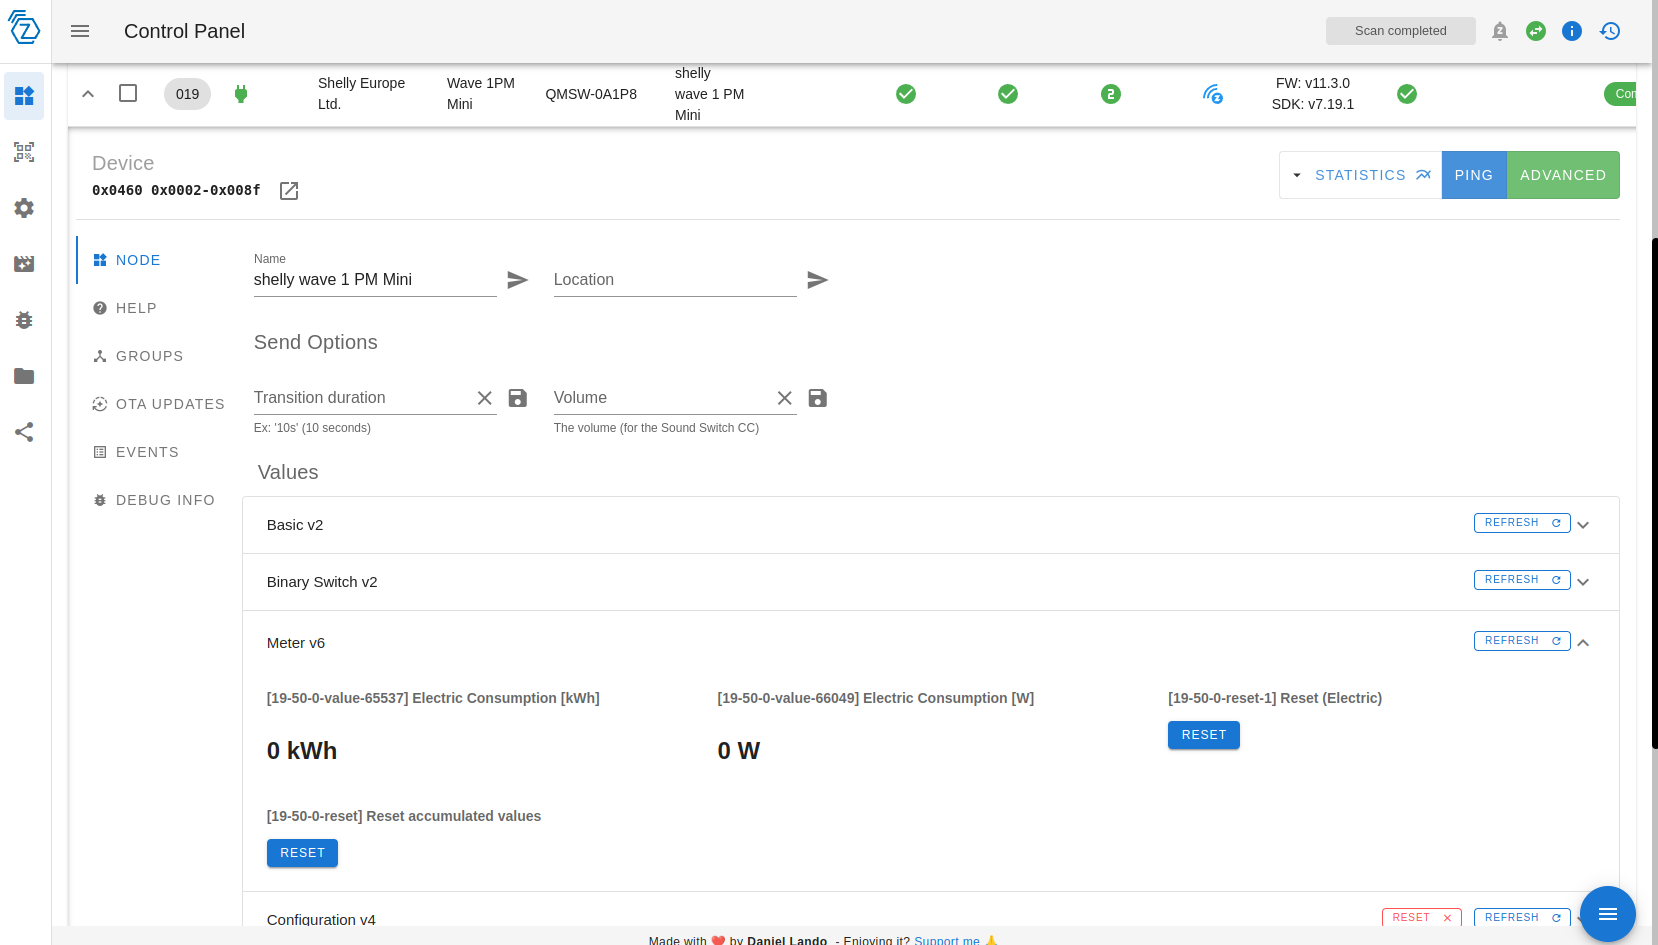 Control Panel
Scan completed
019
Shelly Europe
Ltd.
Wave 1PM
Mini
QMSW-0A1P8
shelly
wave 1 PM
Mini
2
FW: v11.3.0
SDK: v7.19.1
Device
0x0460 0x0002-0x008f
STATISTICS
PING
ADVANCED
NODE
HELP
GROUPS
OTA UPDATES
EVENTS
DEBUG INFO
Name
shelly wave 1 PM Mini
Location
Send Options
Transition duration
Ex: '10s' (10 seconds)
Volume
The volume (for the Sound Switch CC)
Values
Basic v2
REFRESH
Binary Switch v2
REFRESH
Meter v6
REFRESH
[19-50-0-value-65537] Electric Consumption [kWh]
0 kWh
[19-50-0-value-66049] Electric Consumption [W]
0 W
[19-50-0-reset-1] Reset (Electric)
RESET
[19-50-0-reset] Reset accumulated values
RESET
Configuration v4
RESET
REFRESH
Made with ❤️ by Daniel Lando - Enjoying it? Support me 🙏